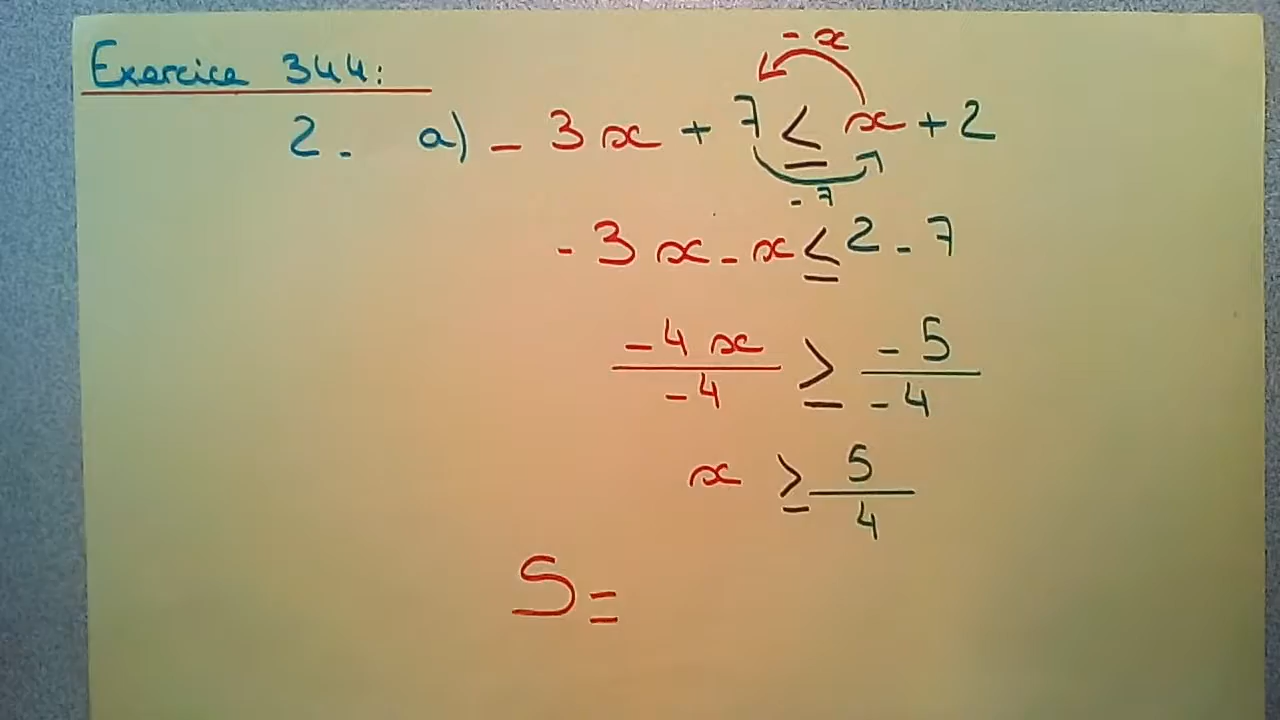 Exercice 344:
- x
2. a) - 3x + 7 ≤ x + 2
- 7
- 3x - x ≤ 2 - 7
-4x / -4 ≥ -5 / -4
x ≥ 5 / 4
S =